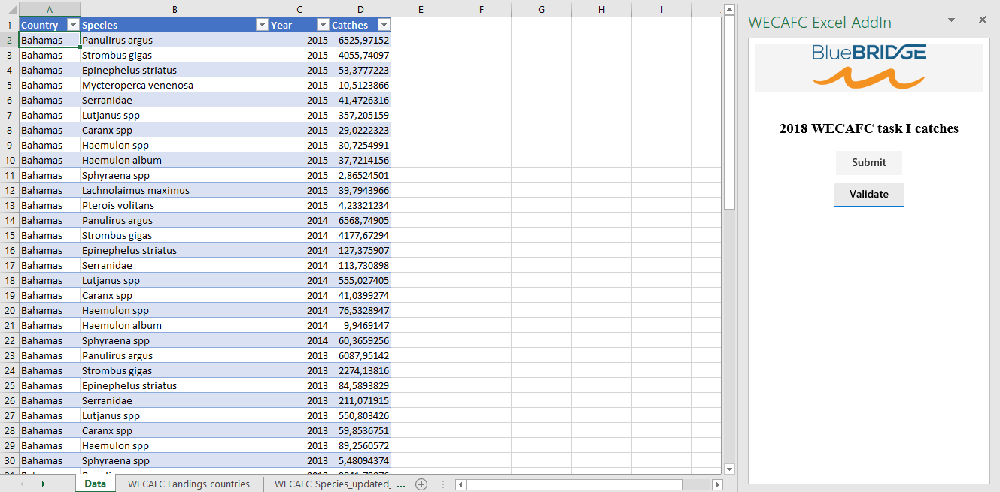 A B C D E F G H I
1 Country Species Year Catches
2 Bahamas Panulirus argus 2015 6525,97152
3 Bahamas Strombus gigas 2015 4055,74097
4 Bahamas Epinephelus striatus 2015 53,3777223
5 Bahamas Mycteroperca venenosa 2015 10,5123866
6 Bahamas Serranidae 2015 41,4726316
7 Bahamas Lutjanus spp 2015 357,205159
8 Bahamas Caranx spp 2015 29,0222323
9 Bahamas Haemulon spp 2015 30,7254991
10 Bahamas Haemulon album 2015 37,7214156
11 Bahamas Sphyraena spp 2015 2,86524501
12 Bahamas Lachnolaimus maximus 2015 39,7943966
13 Bahamas Pterois volitans 2015 4,23321234
14 Bahamas Panulirus argus 2014 6568,74905
15 Bahamas Strombus gigas 2014 4177,67294
16 Bahamas Epinephelus striatus 2014 127,375907
17 Bahamas Serranidae 2014 113,730898
18 Bahamas Lutjanus spp 2014 555,027405
19 Bahamas Caranx spp 2014 41,0399274
20 Bahamas Haemulon spp 2014 76,5328947
21 Bahamas Haemulon album 2014 9,9469147
22 Bahamas Sphyraena spp 2014 60,3659256
23 Bahamas Panulirus argus 2013 6087,95142
24 Bahamas Strombus gigas 2013 2274,13816
25 Bahamas Epinephelus striatus 2013 84,5893829
26 Bahamas Serranidae 2013 211,071915
27 Bahamas Lutjanus spp 2013 550,803426
28 Bahamas Caranx spp 2013 59,8536751
29 Bahamas Haemulon spp 2013 89,2560572
30 Bahamas Sphyraena spp 2013 5,48094374
Data WECAFC Landings countries WECAFC-Species_updated_ ...
WECAFC Excel AddIn
BlueBRIDGE
2018 WECAFC task I catches
Submit
Validate